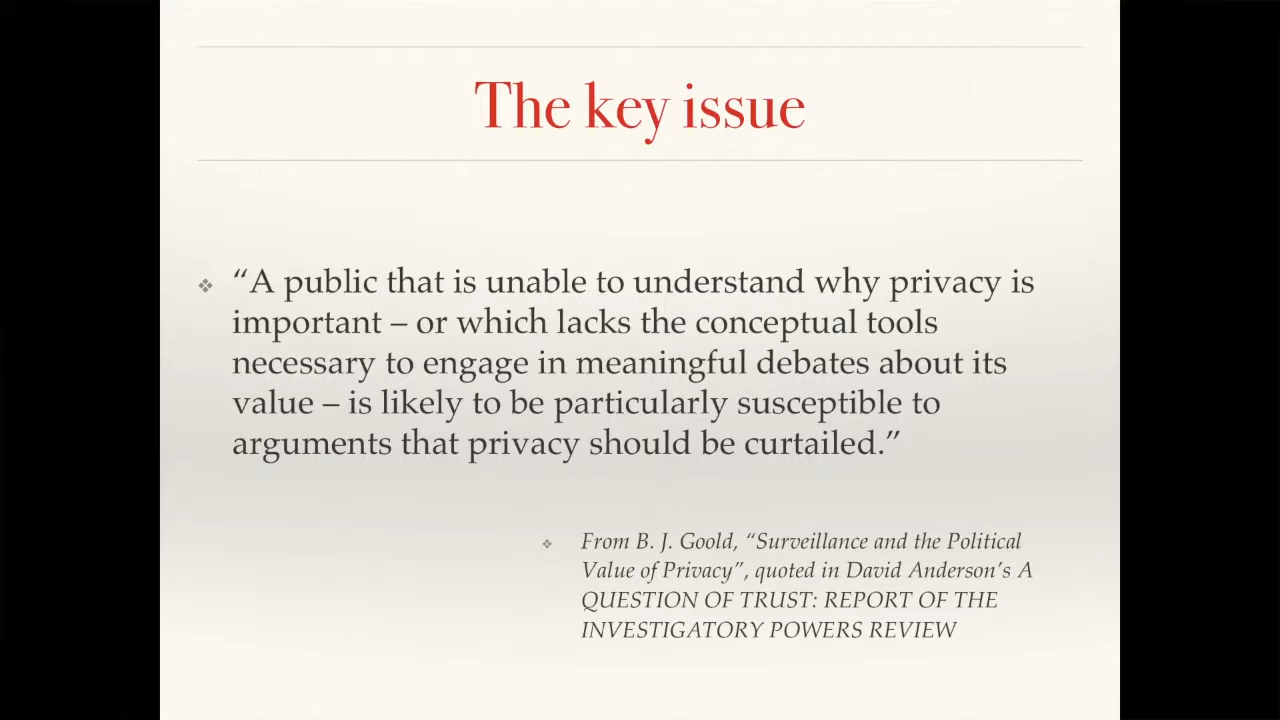 The key issue
“A public that is unable to understand why privacy is
important – or which lacks the conceptual tools
necessary to engage in meaningful debates about its
value – is likely to be particularly susceptible to
arguments that privacy should be curtailed.”
From B. J. Goold, “Surveillance and the Political
Value of Privacy”, quoted in David Anderson’s A
QUESTION OF TRUST: REPORT OF THE
INVESTIGATORY POWERS REVIEW